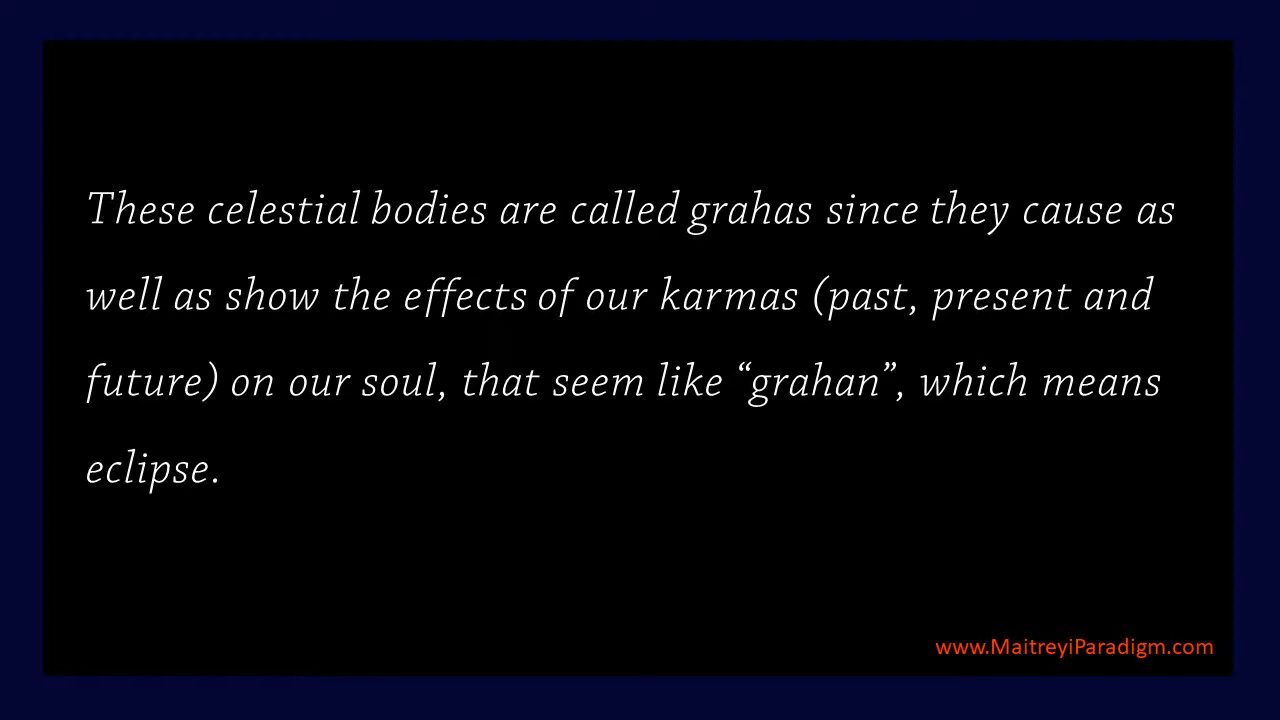 These celestial bodies are called grahas since they cause as
well as show the effects of our karmas (past, present and
future) on our soul, that seem like “grahan”, which means
eclipse.
www.MaitreyiParadigm.com